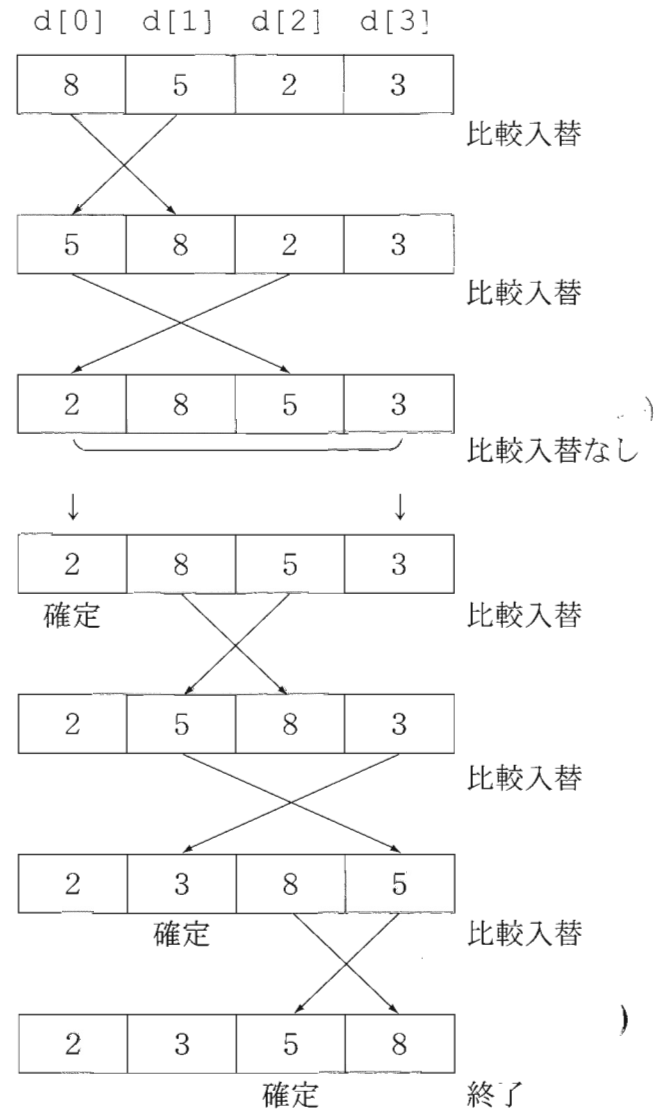 d[0] d[1] d[2] d[3]
8 5 2 3
比較入替
5 8 2 3
比較入替
2 8 5 3
比較入替なし
↓ ↓
2 8 5 3
確定 比較入替
2 5 8 3
比較入替
2 3 8 5
確定 比較入替
2 3 5 8
確定 終了